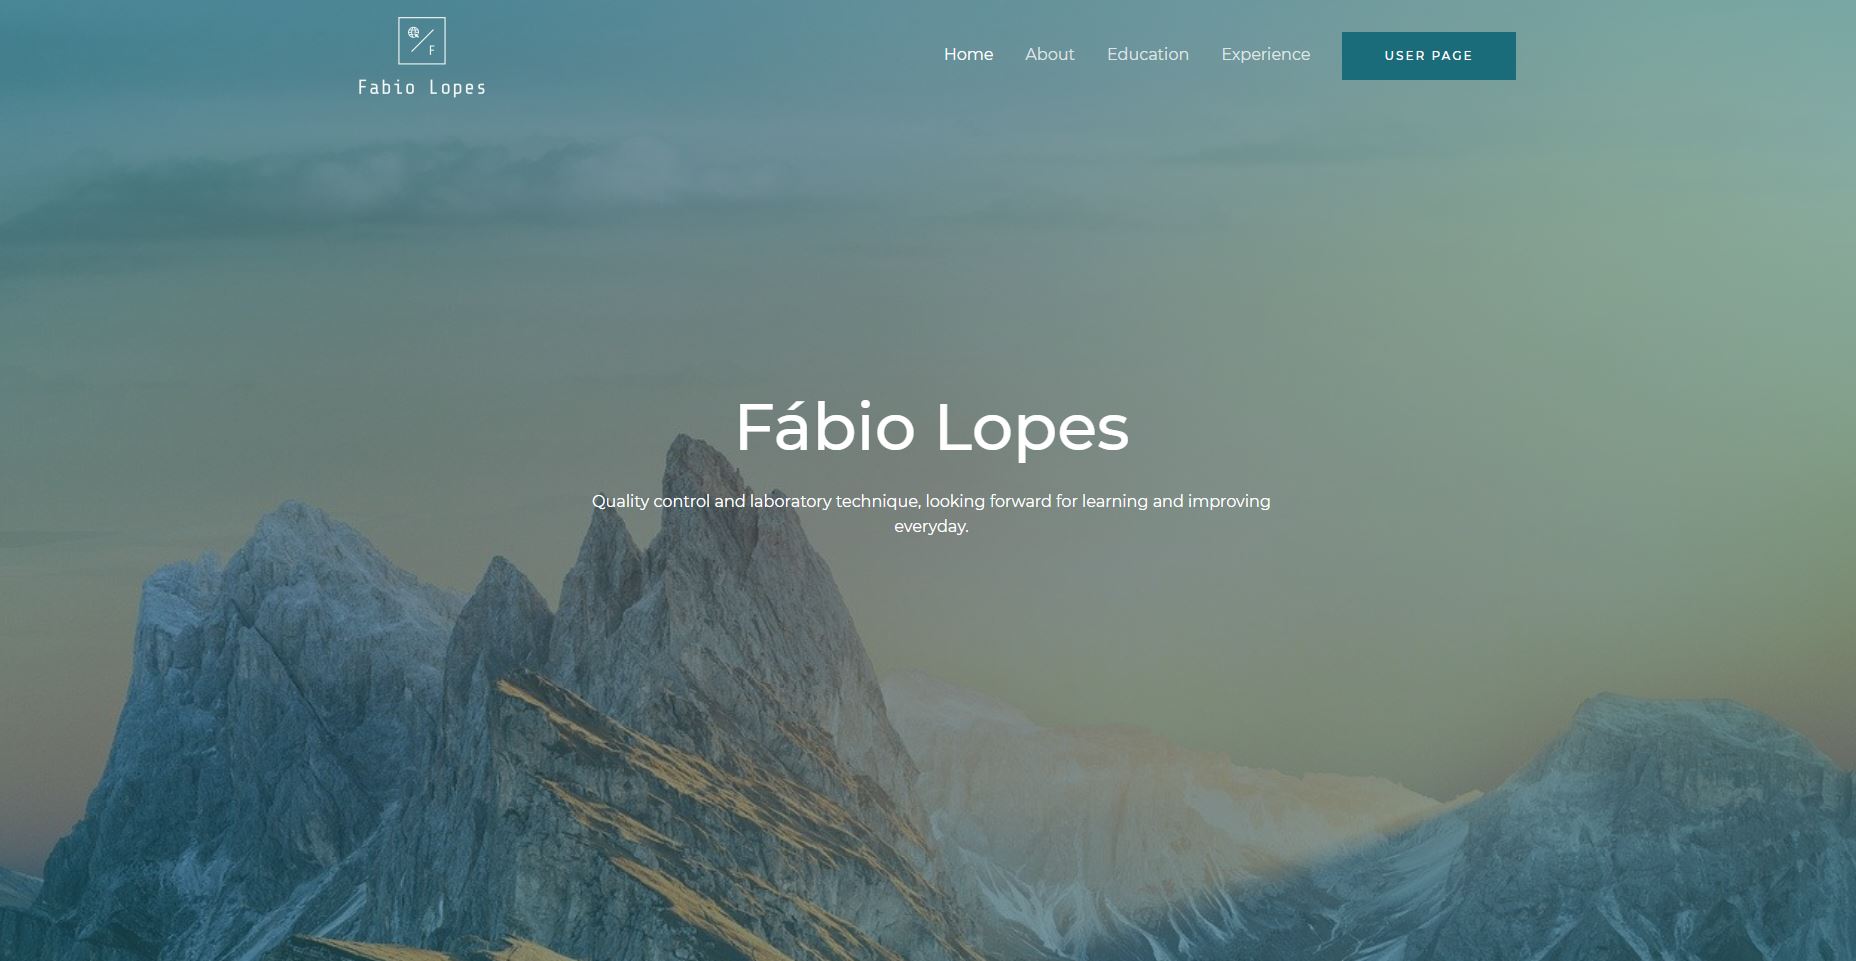 F
Fabio Lopes
Home About Education Experience USER PAGE
Fábio Lopes
Quality control and laboratory technique, looking forward for learning and improving
everyday.